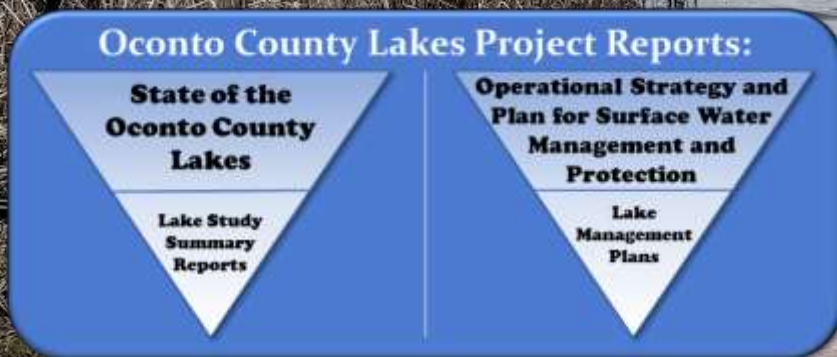 Oconto County Lakes Project Reports:
State of the
Oconto County
Lakes
Lake Study
Summary
Reports
Operational Strategy and
Plan for Surface Water
Management and
Protection
Lake
Management
Plans